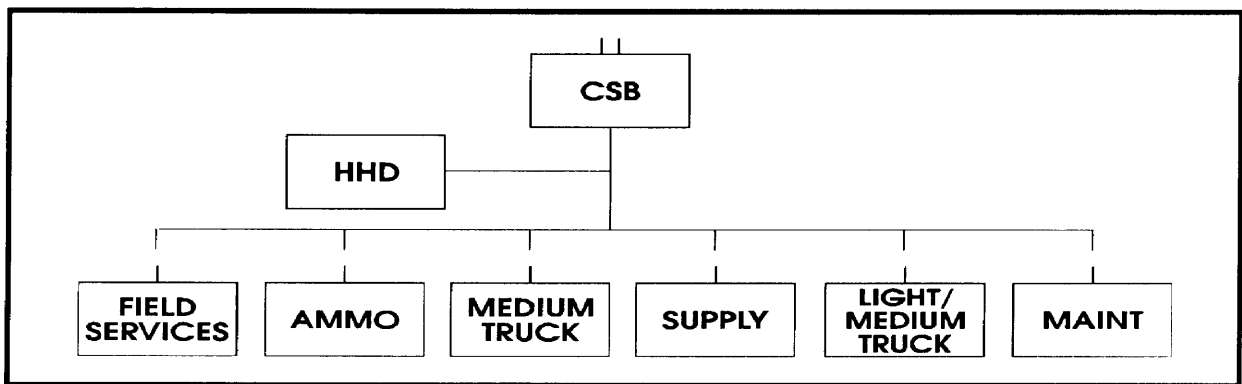 CSB
HHD
FIELD
SERVICES
AMMO
MEDIUM
TRUCK
SUPPLY
LIGHT/
MEDIUM
TRUCK
MAINT